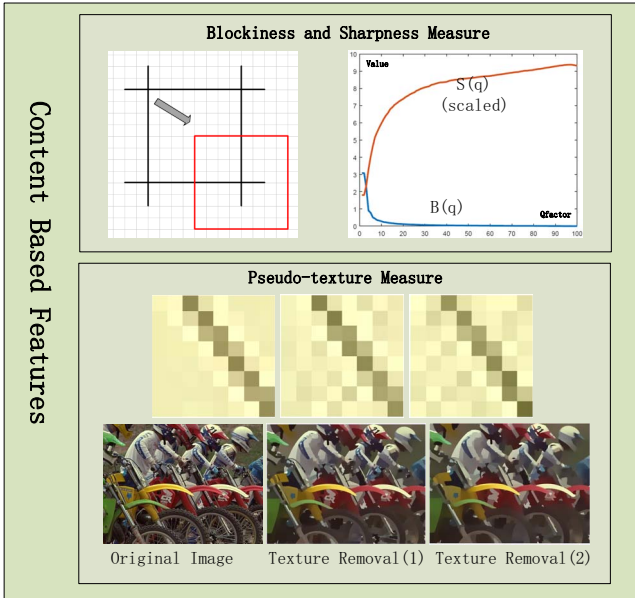 Content Based Features
Blockiness and Sharpness Measure
Value
10
9
8
7
6
5
4
3
2
1
0
S(q)
(scaled)
B(q)
Qfactor
0 10 20 30 40 50 60 70 80 90 100
Pseudo-texture Measure
Original Image Texture Removal(1) Texture Removal(2)